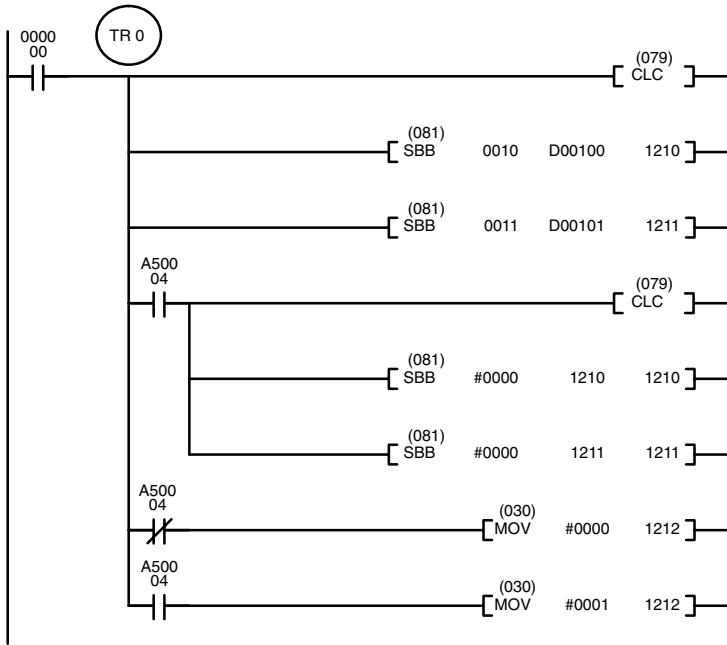 0000
00
TR 0
(079)
CLC
(081)
SBB 0010 D00100 1210
(081)
SBB 0011 D00101 1211
A500
04
(079)
CLC
(081)
SBB #0000 1210 1210
(081)
SBB #0000 1211 1211
A500
04
(030)
MOV #0000 1212
A500
04
(030)
MOV #0001 1212